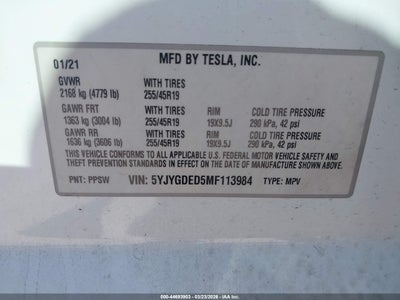 MFD BY TESLA, INC.
01/21
GVWR WITH TIRES
2168 kg (4779 lb) 255/45R19
GAWR FRT WITH TIRES RIM COLD TIRE PRESSURE
1363 kg (3004 lb) 255/45R19 19X9.5J 290 kPa, 42 psi
GAWR RR WITH TIRES RIM COLD TIRE PRESSURE
1636 kg (3606 lb) 255/45R19 19X9.5J 290 kPa, 42 psi
THIS VEHICLE CONFORMS TO ALL APPLICABLE U.S. FEDERAL MOTOR VEHICLE SAFETY AND
THEFT PREVENTION STANDARDS IN EFFECT ON THE DATE OF MANUFACTURE SHOWN ABOVE.
PNT: PPSW VIN: 5YJYGDED5MF113984 TYPE: MPV